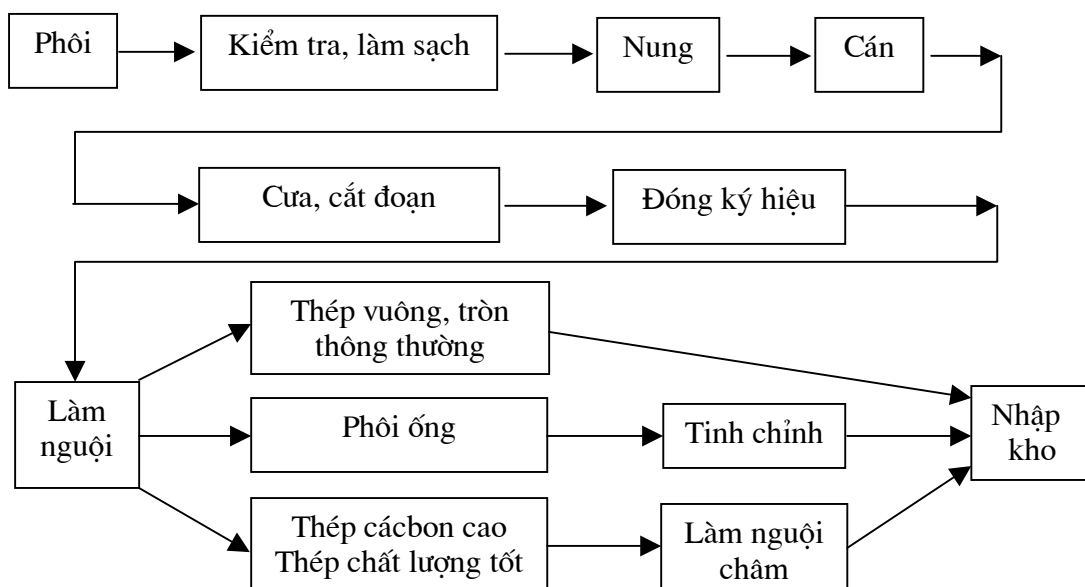 Phôi
Kiểm tra, làm sạch
Nung
Cán
Cưa, cắt đoạn
Đóng ký hiệu
Thép vuông, tròn
thông thường
Làm
nguội
Phôi ống
Tinh chỉnh
Nhập
kho
Thép cácbon cao
Thép chất lượng tốt
Làm nguội
châm